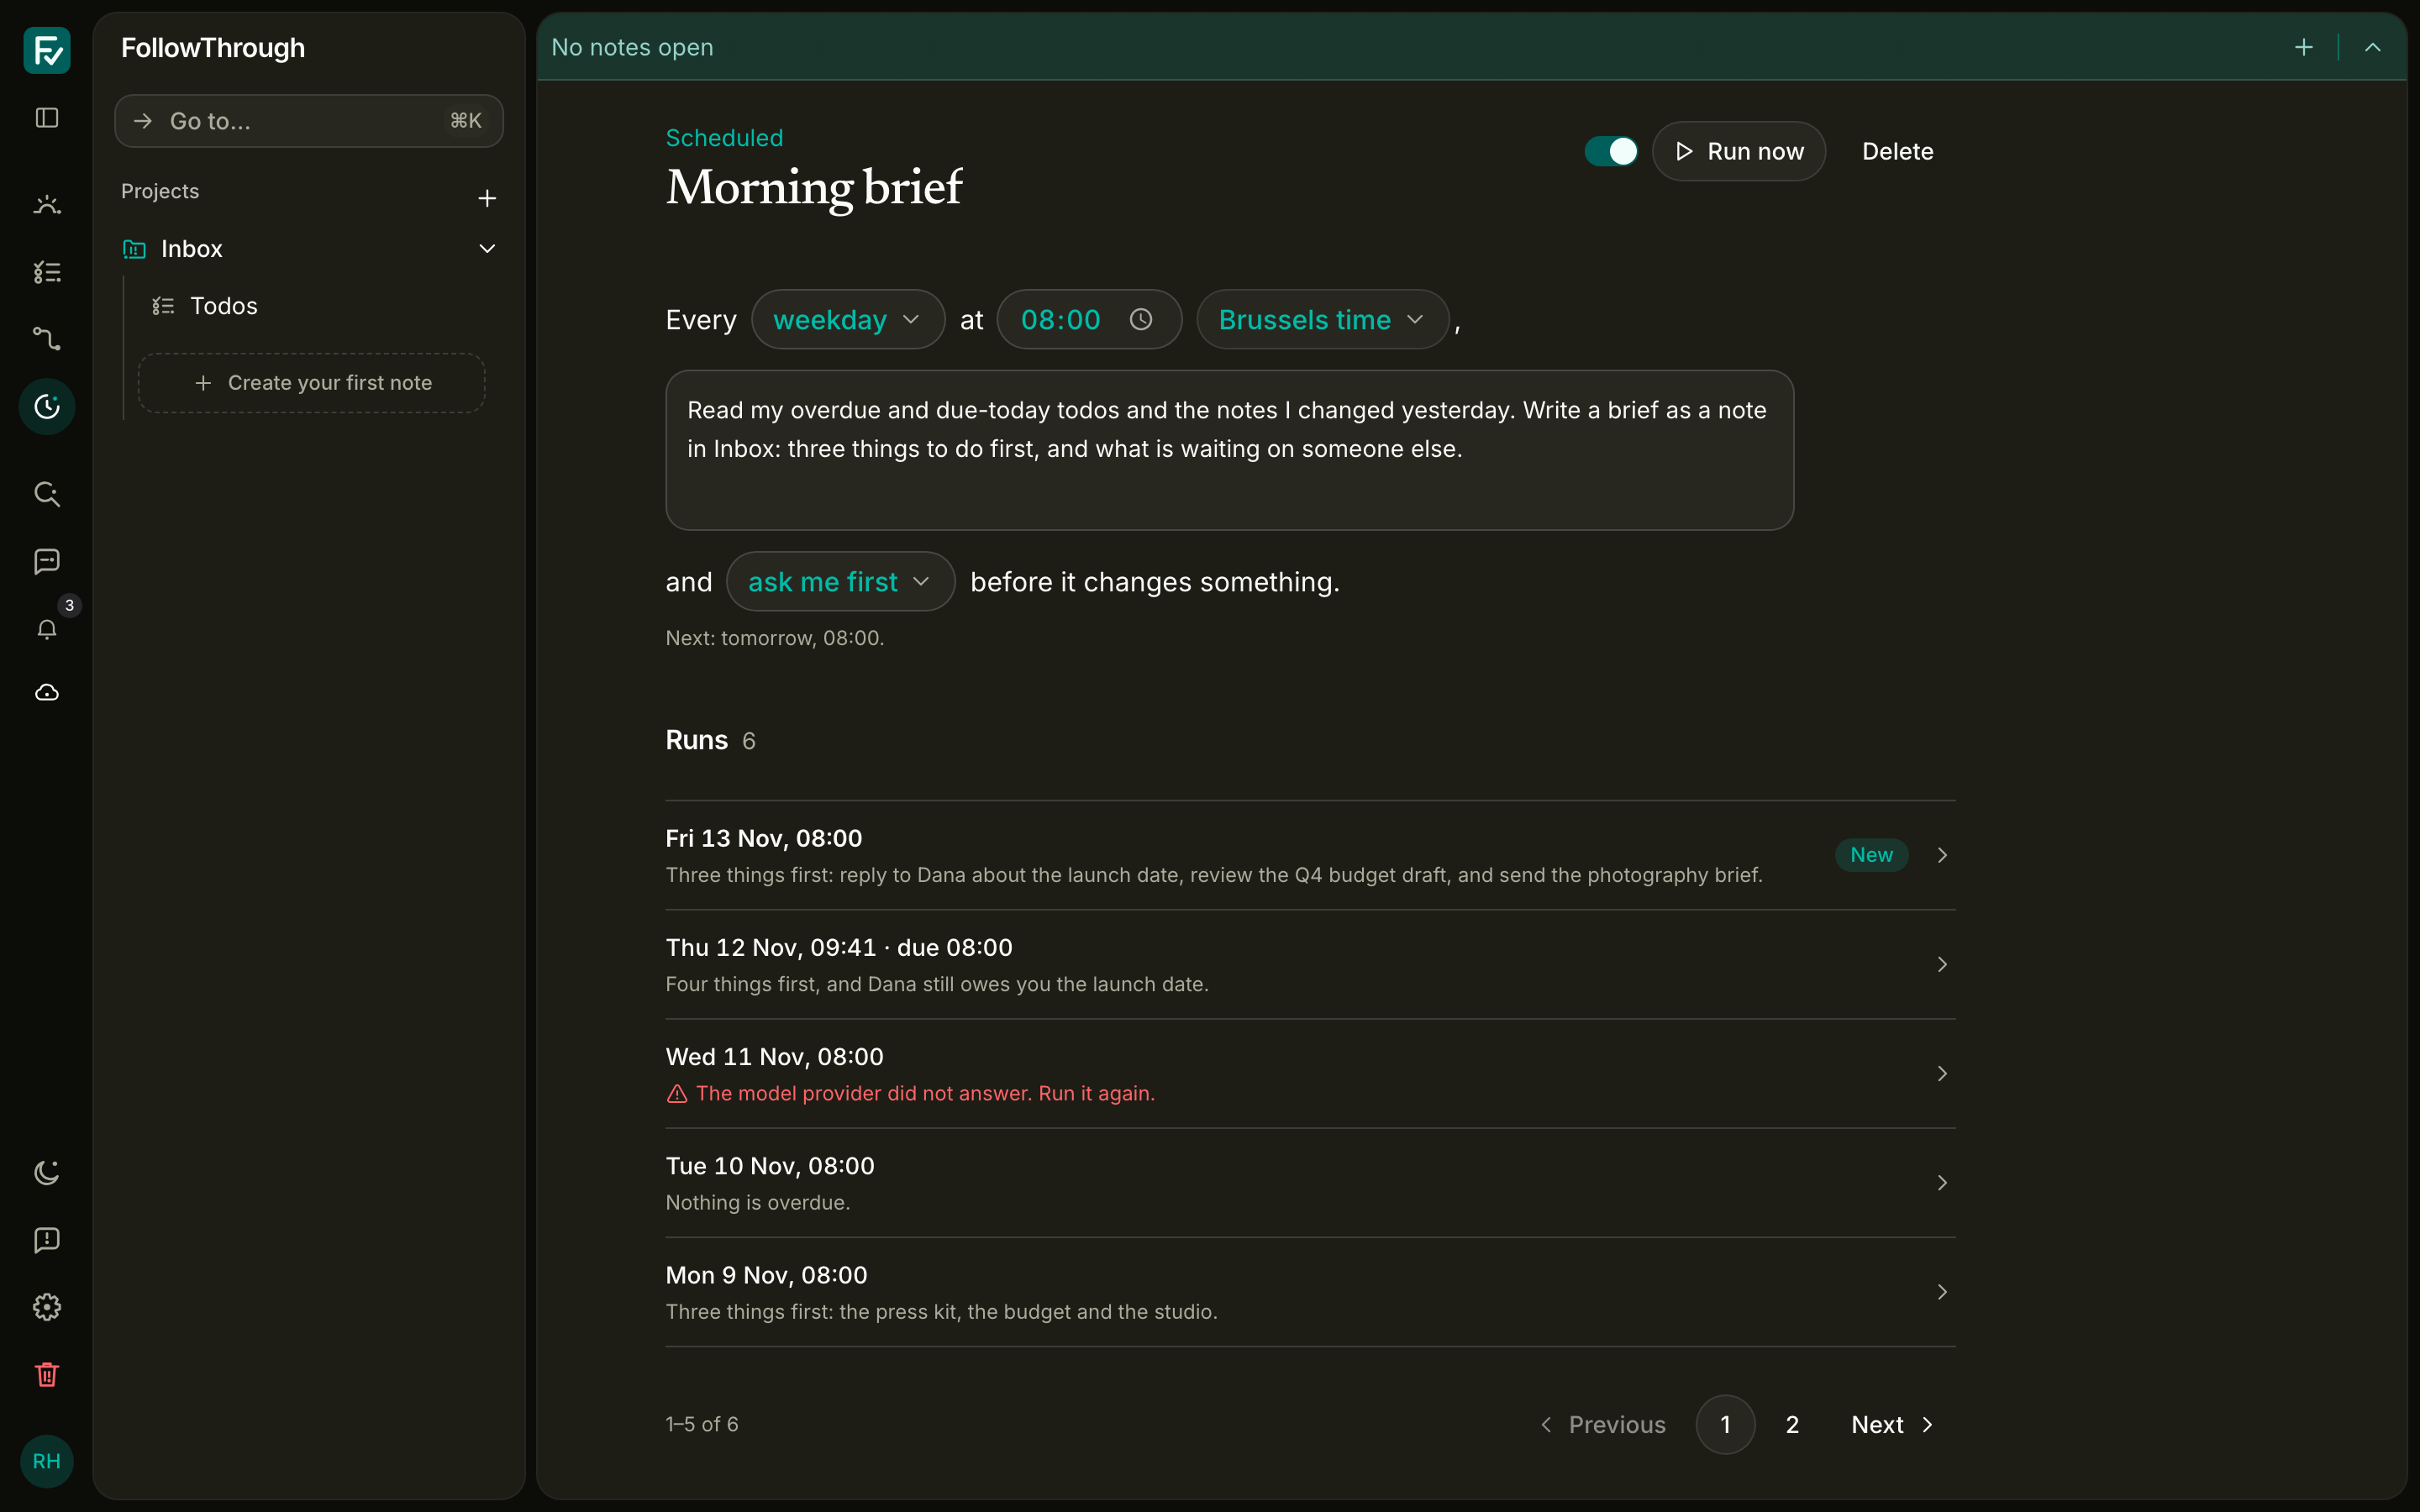 FollowThrough
Go to...
⌘K
Projects
Inbox
Todos
Create your first note
3
RH
No notes open
Scheduled
Morning brief
Run now
Delete
Every weekday at 08:00 Brussels time ,
Read my overdue and due-today todos and the notes I changed yesterday. Write a brief as a note
in Inbox: three things to do first, and what is waiting on someone else.
and ask me first before it changes something.
Next: tomorrow, 08:00.
Runs 6
Fri 13 Nov, 08:00
Three things first: reply to Dana about the launch date, review the Q4 budget draft, and send the photography brief.
New
Thu 12 Nov, 09:41 · due 08:00
Four things first, and Dana still owes you the launch date.
Wed 11 Nov, 08:00
The model provider did not answer. Run it again.
Tue 10 Nov, 08:00
Nothing is overdue.
Mon 9 Nov, 08:00
Three things first: the press kit, the budget and the studio.
1–5 of 6
Previous 1 2 Next